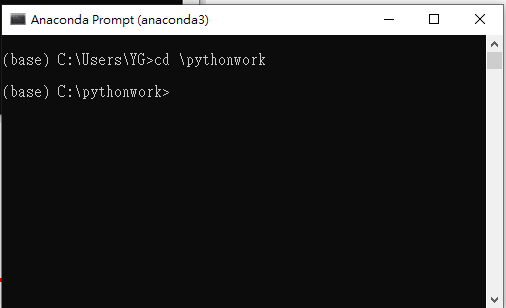 Anaconda Prompt (anaconda3)
(base) C:\Users\YG>cd \pythonwork
(base) C:\pythonwork>